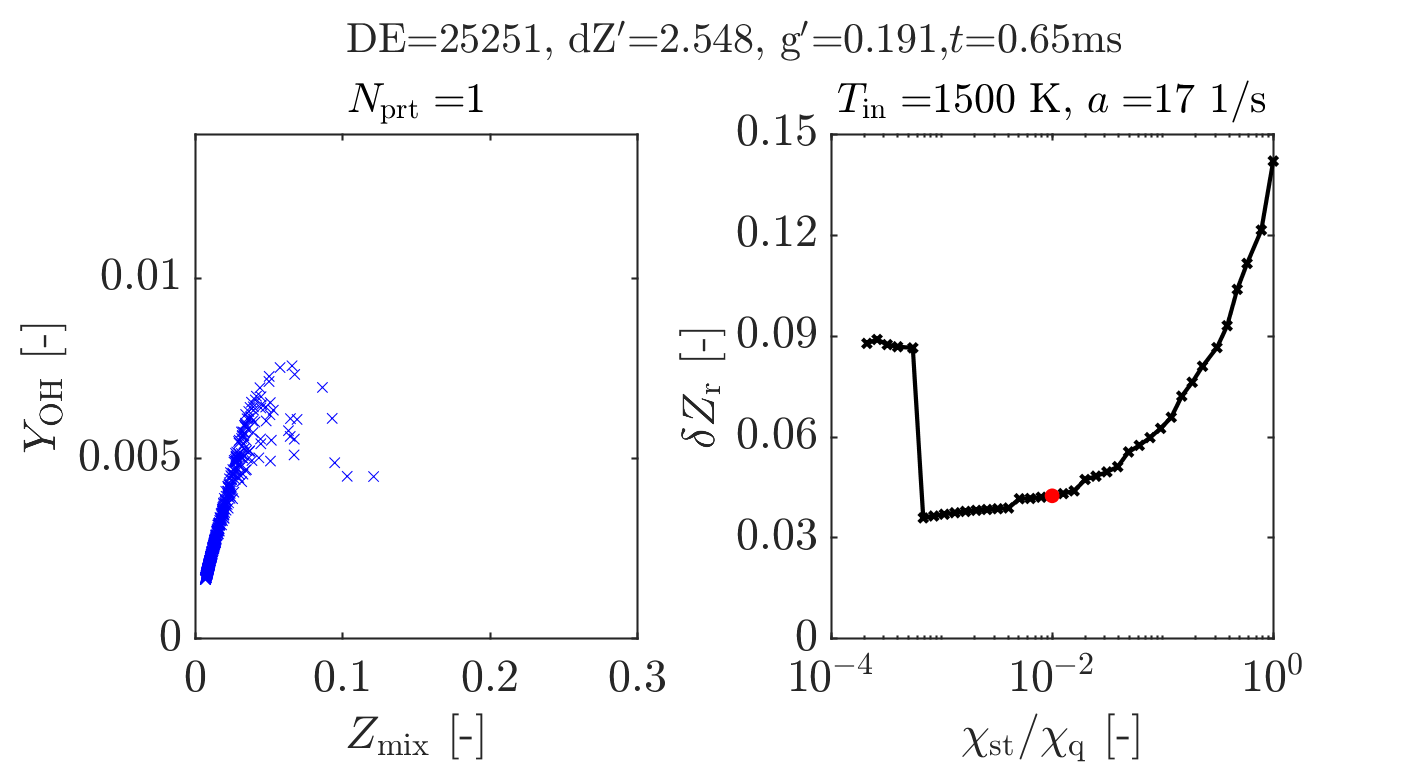 DE=25251, dZ′=2.548, g′=0.191,t=0.65ms
N_prt =1
T_in =1500 K, a =17 1/s
0.01
0.005
0
Y_OH [-]
0 0.1 0.2 0.3
Z_mix [-]
0.15
0.12
0.09
0.06
0.03
0
δZ_r [-]
10^−4 10^−2 10^0
χ_st/χ_q [-]